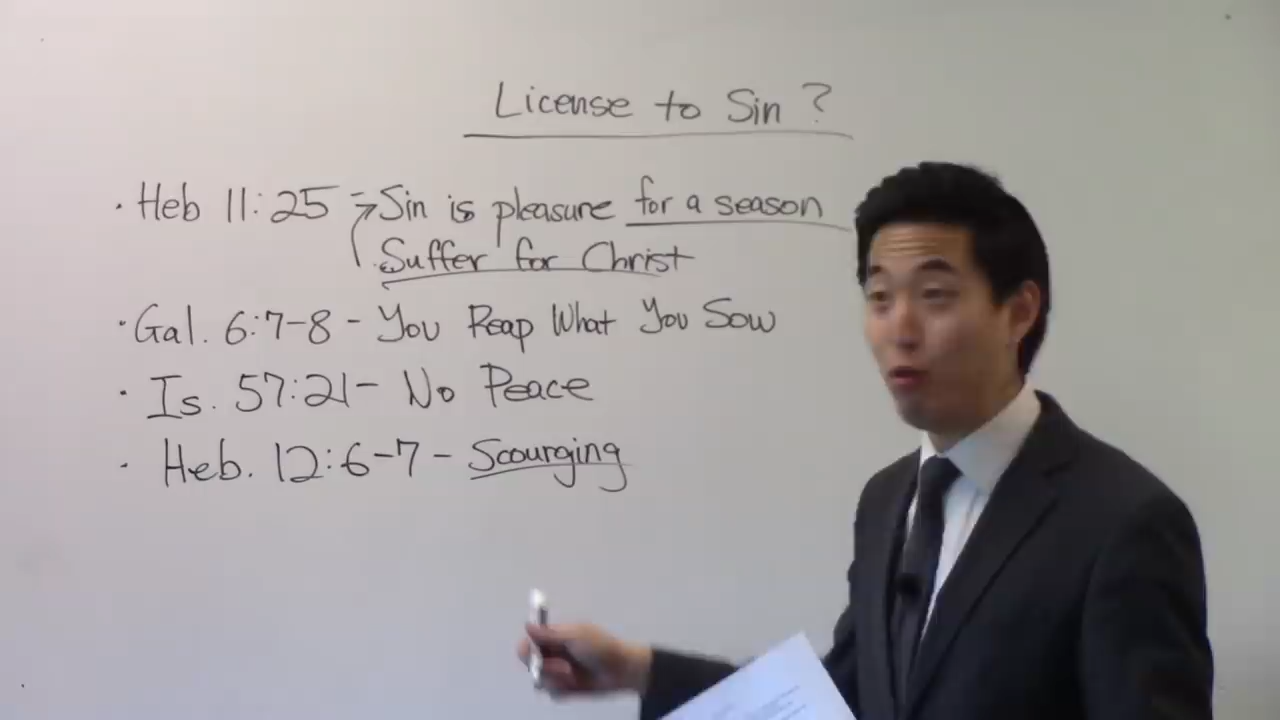 License to Sin?
· Heb 11:25 - Sin is pleasure for a season
Suffer for Christ
· Gal. 6:7-8 - You Reap What You Sow
· Is. 57:21 - No Peace
· Heb. 12:6-7 - Scourging